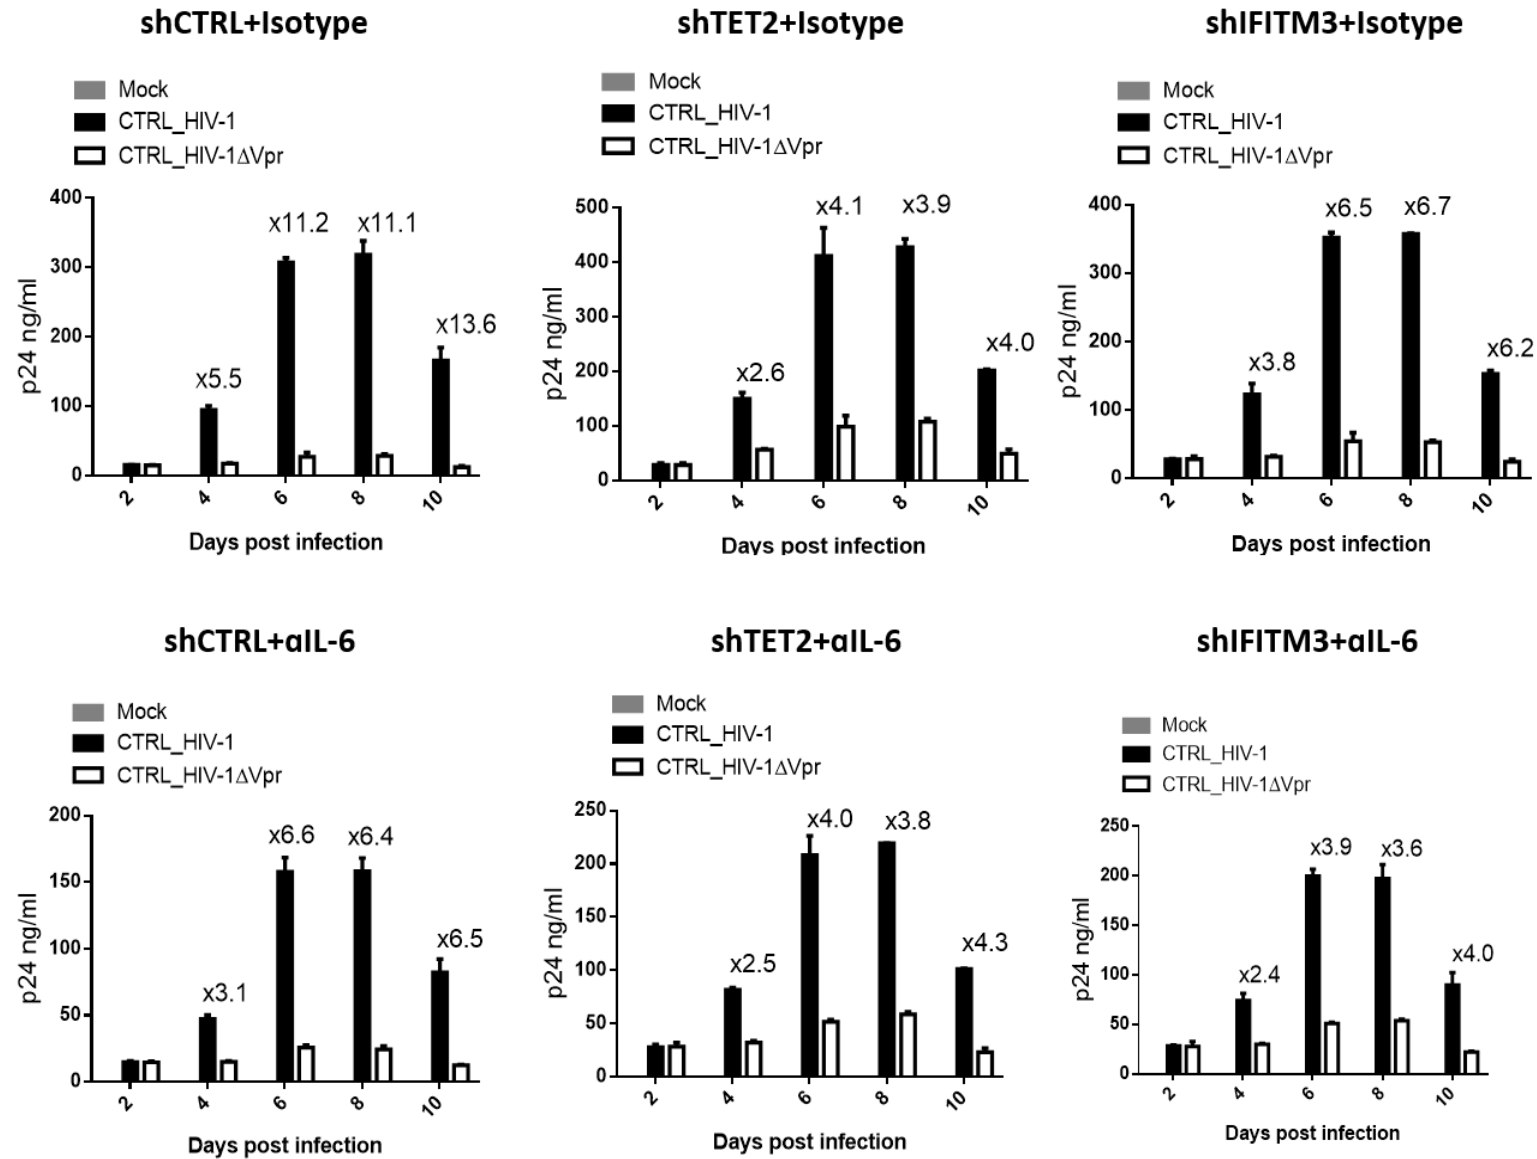 shCTRL+Isotype
Mock
CTRL_HIV-1
CTRL_HIV-1ΔVpr
400
300
200
100
0
p24 ng/ml
x5.5
x11.2
x11.1
x13.6
2
4
6
8
10
Days post infection
shTET2+Isotype
Mock
CTRL_HIV-1
CTRL_HIV-1ΔVpr
500
400
300
200
100
0
p24 ng/ml
x2.6
x4.1
x3.9
x4.0
2
4
6
8
10
Days post infection
shIFITM3+Isotype
Mock
CTRL_HIV-1
CTRL_HIV-1ΔVpr
400
300
200
100
0
p24 ng/ml
x3.8
x6.5
x6.7
x6.2
2
4
6
8
10
Days post infection
shCTRL+αIL-6
Mock
CTRL_HIV-1
CTRL_HIV-1ΔVpr
200
150
100
50
0
p24 ng/ml
x3.1
x6.6
x6.4
x6.5
2
4
6
8
10
Days post infection
shTET2+αIL-6
Mock
CTRL_HIV-1
CTRL_HIV-1ΔVpr
250
200
150
100
50
0
p24 ng/ml
x2.5
x4.0
x3.8
x4.3
2
4
6
8
10
Days post infection
shIFITM3+αIL-6
Mock
CTRL_HIV-1
CTRL_HIV-1ΔVpr
250
200
150
100
50
0
p24 ng/ml
x2.4
x3.9
x3.6
x4.0
2
4
6
8
10
Days post infection